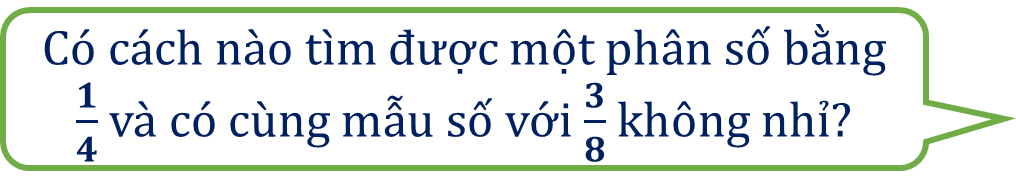 Có cách nào tìm được một phân số bằng
1/4 và có cùng mẫu số với 3/8 không nhỉ?